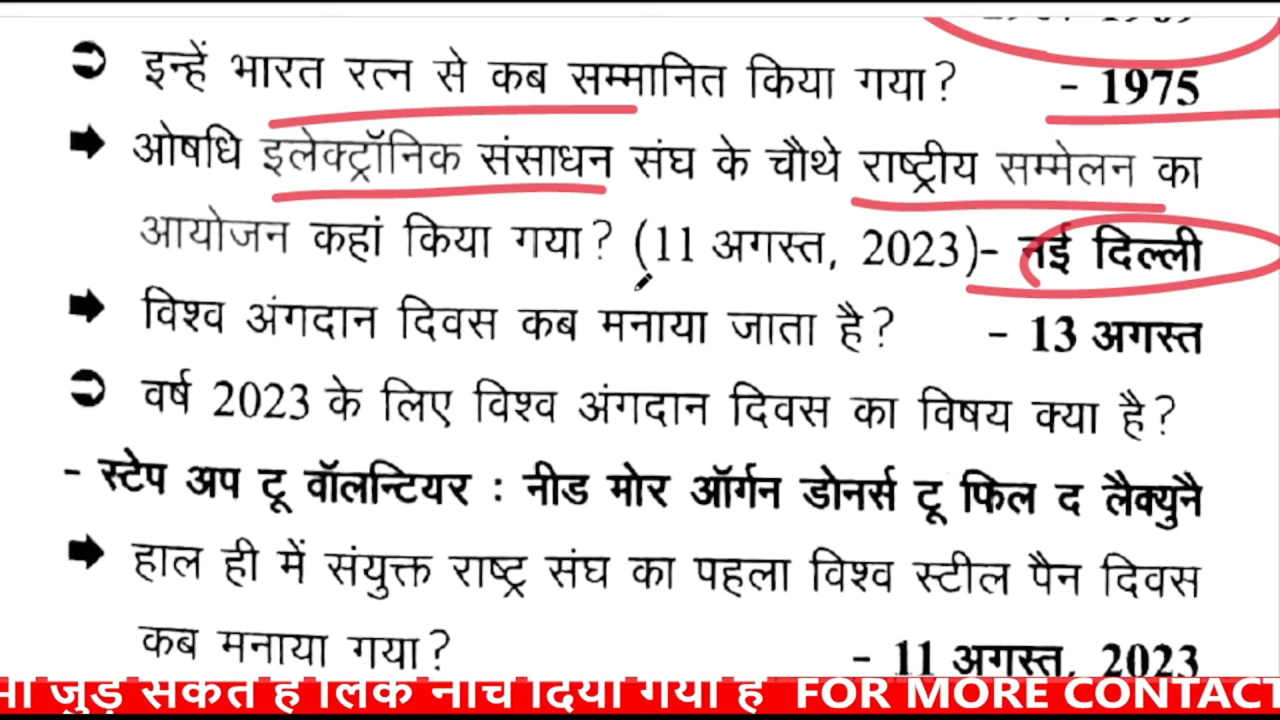 इन्हें भारत रत्न से कब सम्मानित किया गया? - 1975
ओषधि इलेक्ट्रॉनिक संसाधन संघ के चौथे राष्ट्रीय सम्मेलन का
आयोजन कहां किया गया? (11 अगस्त, 2023)- नई दिल्ली
विश्व अंगदान दिवस कब मनाया जाता है? - 13 अगस्त
वर्ष 2023 के लिए विश्व अंगदान दिवस का विषय क्या है?
- स्टेप अप टू वॉलन्टियर : नीड मोर ऑर्गन डोनर्स टू फिल द लैक्युनै
हाल ही में संयुक्त राष्ट्र संघ का पहला विश्व स्टील पैन दिवस
कब मनाया गया? - 11 अगस्त, 2023
जुड़ सकते हैं लिंक नीचे दिया गया है FOR MORE CONTACT